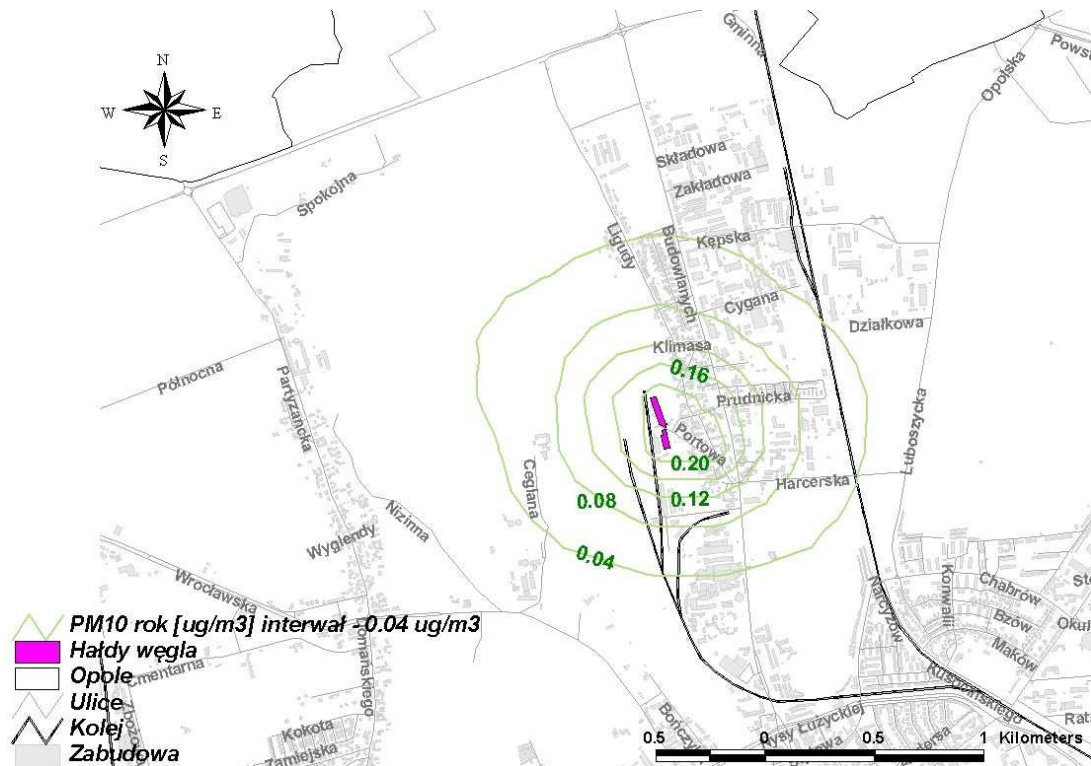 N
W E
S
Gminna
Powst
Opolska
Składowa
Zakładowa
Spokojna
Ligudy
Budowlanych
Kępska
Cygana
Działkowa
Klimasa
0.16
Północna
Partyzancka
Prudnicka
Portowa
Luboszycka
0.20
Ceglana
Harcerska
0.08
0.12
Nizinna
Wyglendy
0.04
Wrocławska
Narcyzów
Konwalii
Chabrów
Bzów
Maków
PM10 rok [ug/m3] interwał - 0.04 ug/m3
Hałdy węgla
Opole
Ulice
Kolej
Zabudowa
Cmentarna
Kokota
Zamiejska
0.5 0 0.5 1 Kilometers